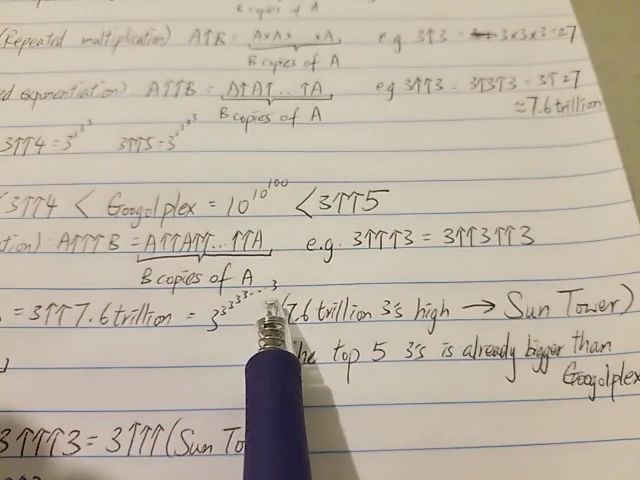 B copies of A
(Repeated multiplication) A↑B = A×A× ×A, e.g 3↑3 = 3×3×3=27
B copies of A
ed exponentiation) A↑↑B = A↑A↑...↑A, e.g 3↑↑3 = 3↑3↑3 = 3↑27
B copies of A ≈7.6 trillion
3↑↑4 = 3^3^3^3 3↑↑5 = 3^3^3^3^3
3↑↑4 < Googolplex = 10^10^100 < 3↑↑5
ation) A↑↑↑B = A↑↑A↑↑...↑↑A, e.g. 3↑↑↑3 = 3↑↑3↑↑3
B copies of A
= 3↑↑7.6 trillion = 3^3^3^3^3...3 (7.6 trillion 3's high → Sun Tower)
he top 5 3's is already bigger than
Googolplex
3↑↑↑3 = 3↑↑↑(Sun To